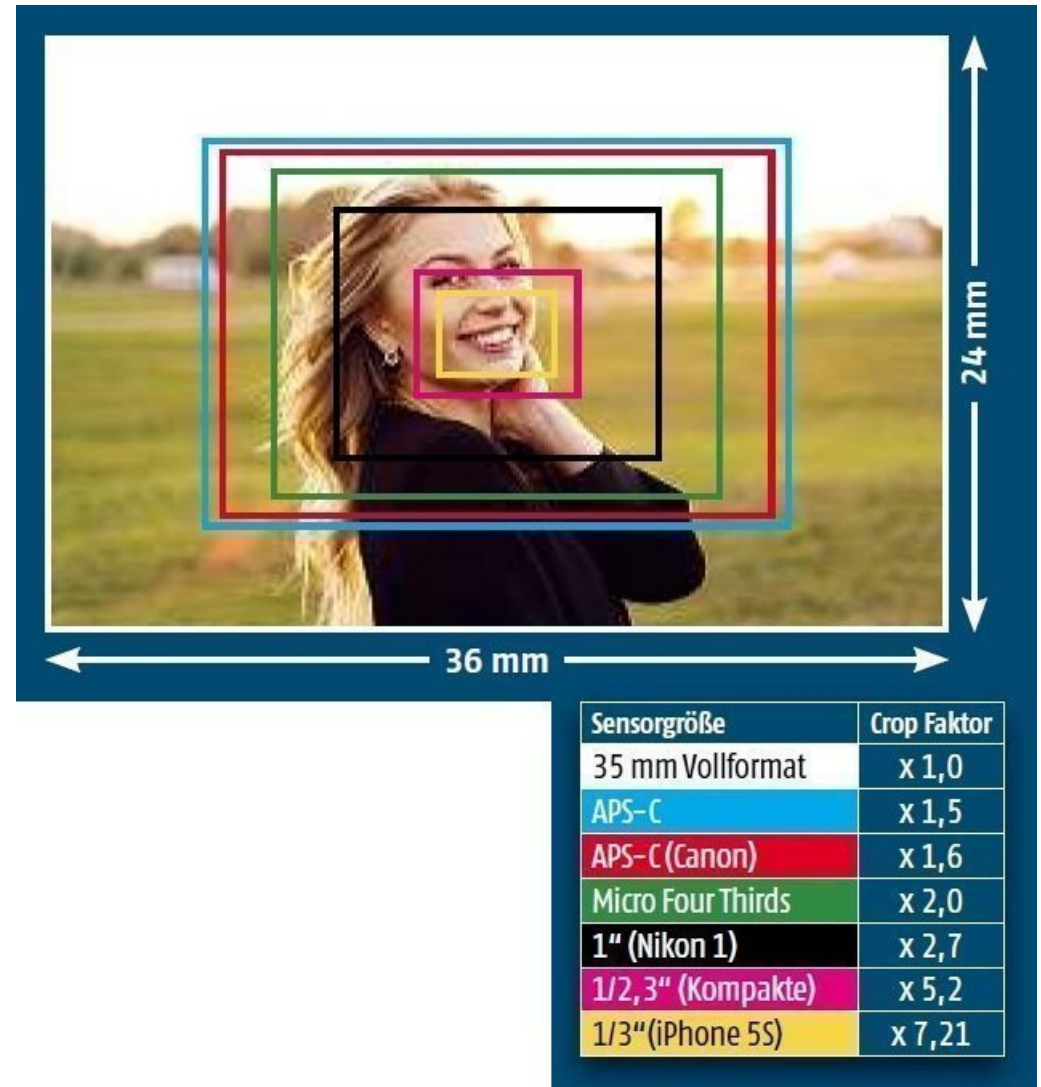 24 mm
36 mm
Sensorgröße Crop Faktor
35 mm Vollformat x 1,0
APS-C x 1,5
APS-C (Canon) x 1,6
Micro Four Thirds x 2,0
1“ (Nikon 1) x 2,7
1/2,3“ (Kompakte) x 5,2
1/3“(iPhone 5S) x 7,21